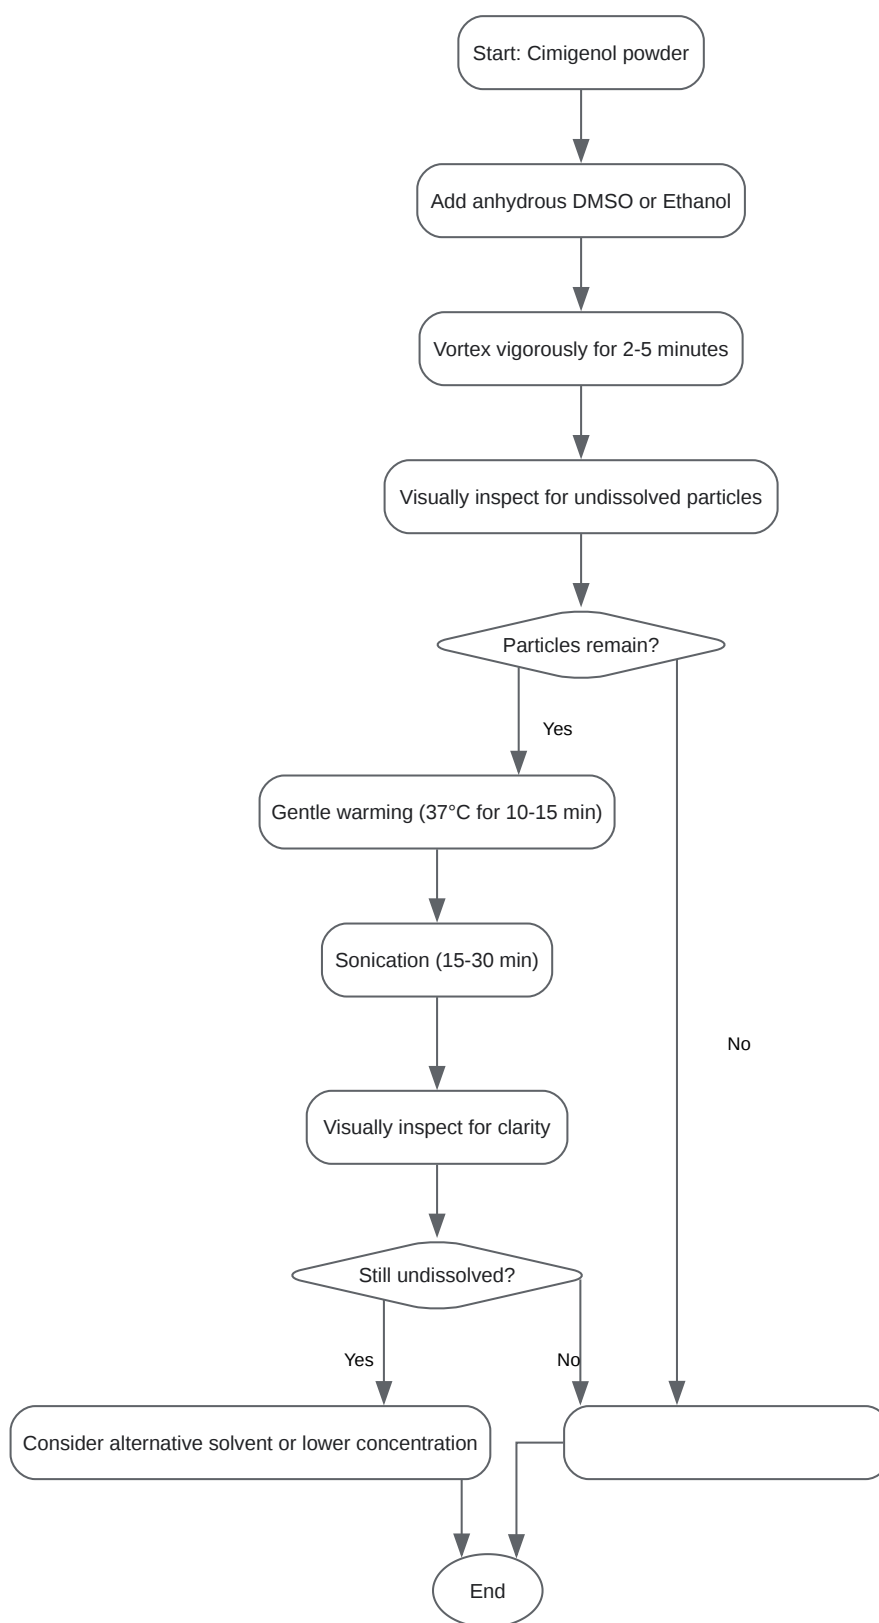 Start: Cimigenol powder
Add anhydrous DMSO or Ethanol
Vortex vigorously for 2-5 minutes
Visually inspect for undissolved particles
Particles remain?
Yes
Gentle warming (37°C for 10-15 min)
Sonication (15-30 min)
No
Visually inspect for clarity
Still undissolved?
Yes
No
Consider alternative solvent or lower concentration
End